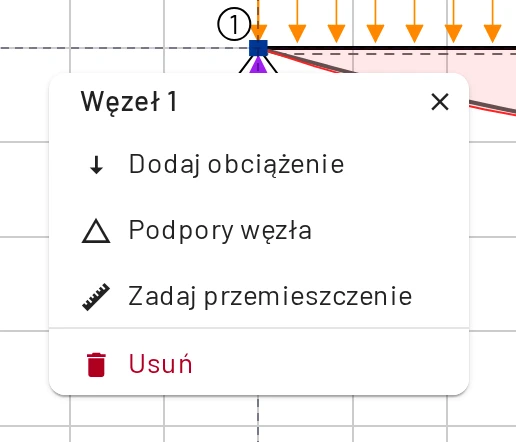 1
Węzeł 1
Dodaj obciążenie
Podpory węzła
Zadaj przemieszczenie
Usuń